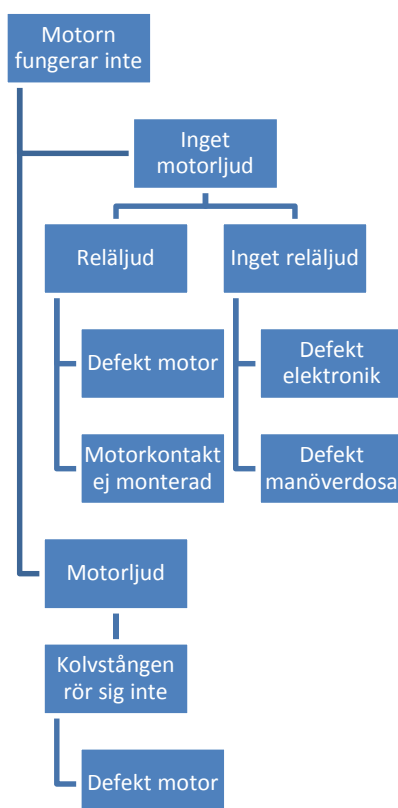 Motorn
fungerar inte
Inget
motorljud
Reläljud
Inget reläljud
Defekt motor
Defekt
elektronik
Motorkontakt
ej monterad
Defekt
manöverdosa
Motorljud
Kolvstången
rör sig inte
Defekt motor